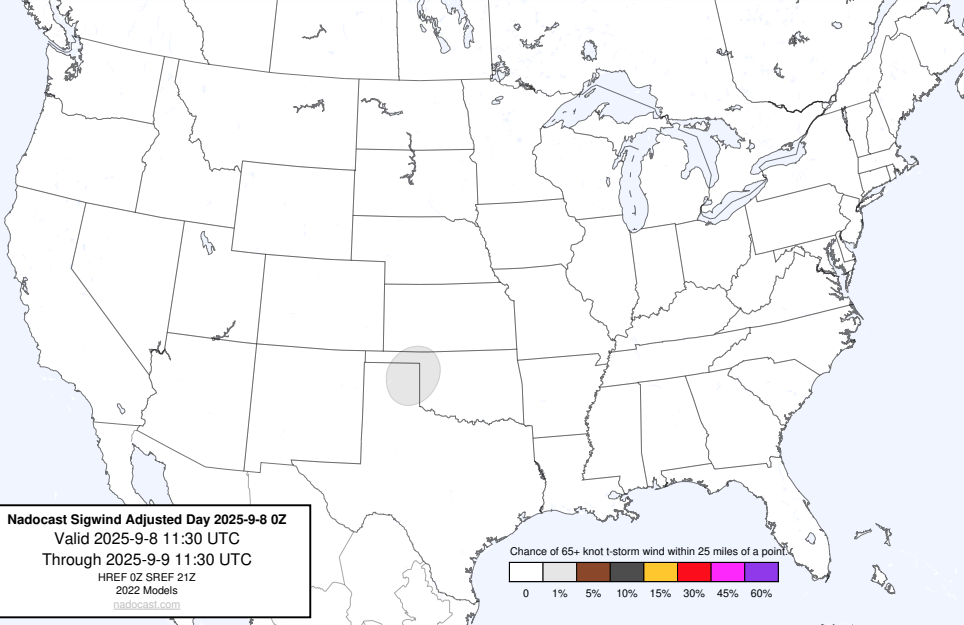 Nadocast Sigwind Adjusted Day 2025-9-8 0Z
Valid 2025-9-8 11:30 UTC
Through 2025-9-9 11:30 UTC
HREF 0Z SREF 21Z
2022 Models
nadocast.com
Chance of 65+ knot t-storm wind within 25 miles of a point.
0 1% 5% 10% 15% 30% 45% 60%